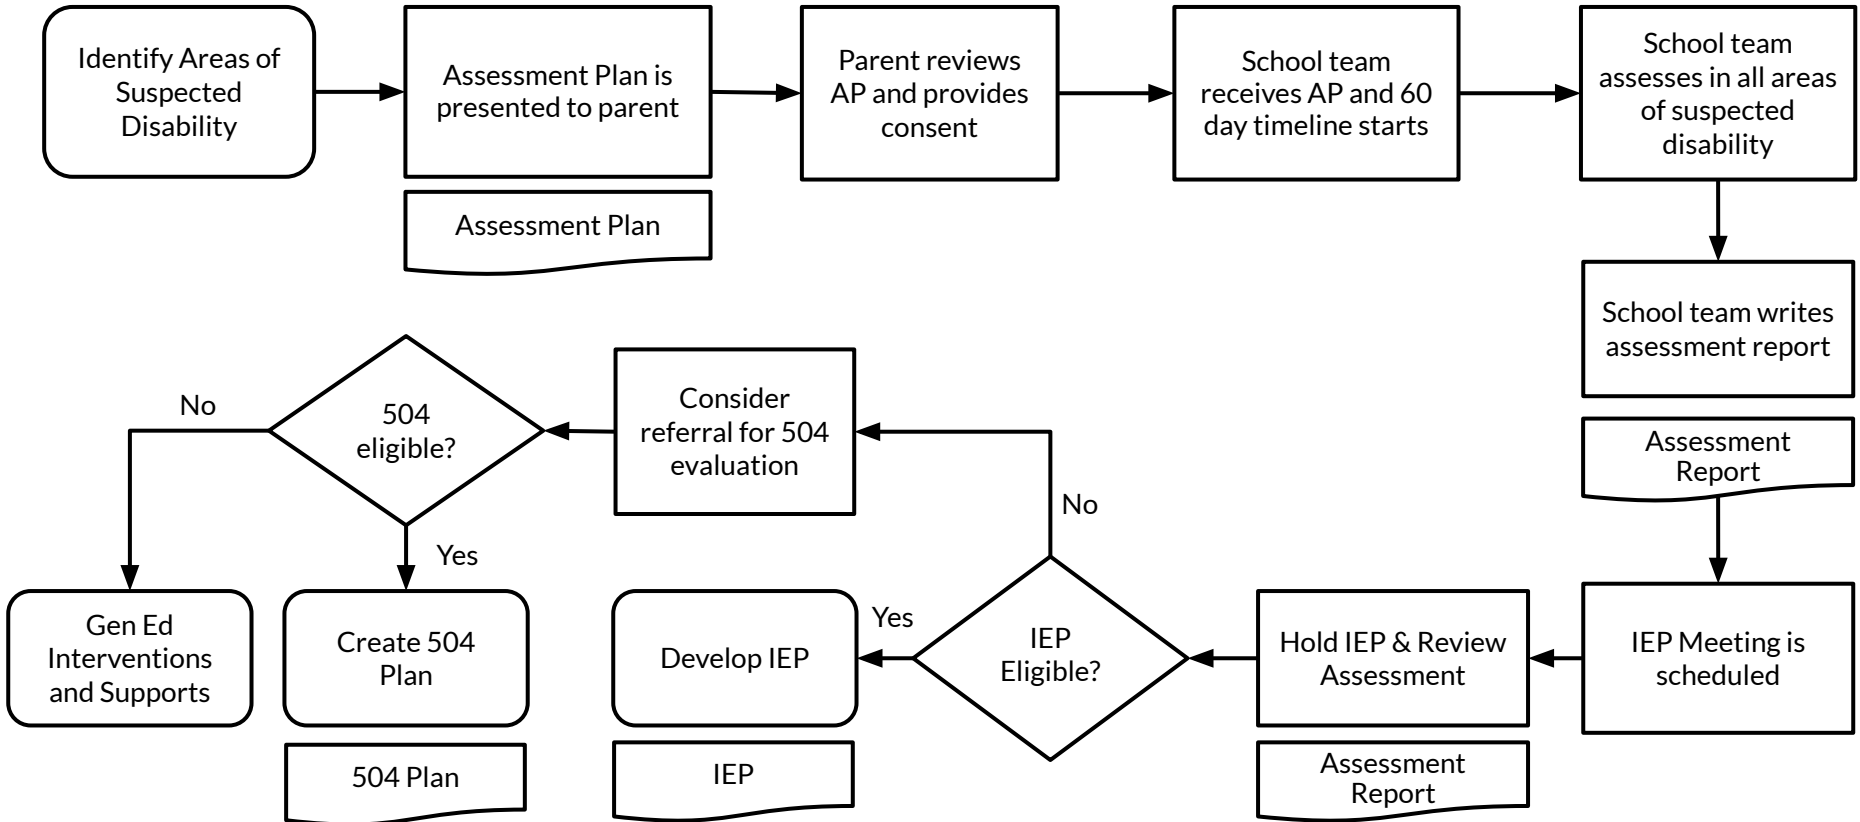 Identify Areas of
Suspected
Disability
Assessment Plan is
presented to parent
Parent reviews
AP and provides
consent
School team
receives AP and 60
day timeline starts
School team
assesses in all areas
of suspected
disability
Assessment Plan
School team writes
assessment report
Assessment
Report
IEP Meeting is
scheduled
Hold IEP & Review
Assessment
Assessment
Report
IEP
Eligible?
Yes
Develop IEP
IEP
No
Consider
referral for 504
evaluation
504
eligible?
Yes
Create 504
Plan
504 Plan
No
Gen Ed
Interventions
and Supports